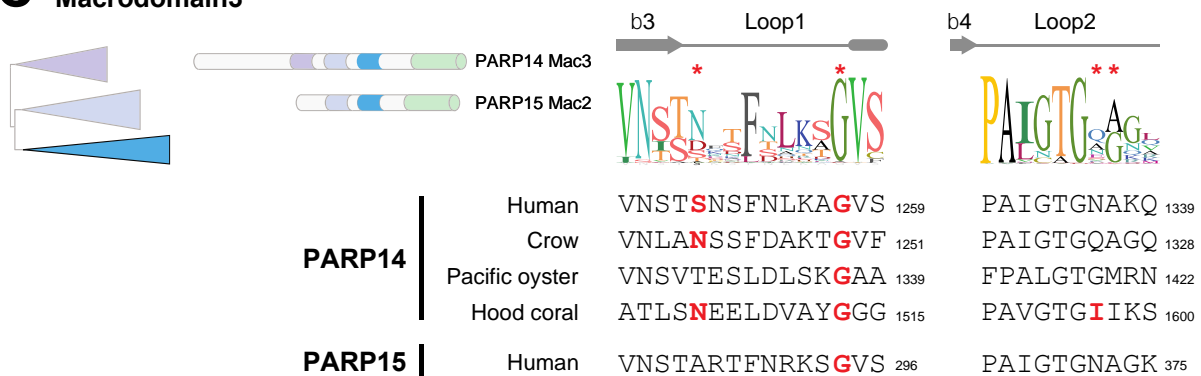 Macrodomain3
b3 Loop1 b4 Loop2
* * * *
PARP14 Mac3
PARP15 Mac2
Human VNSTSNSFNLKAGVS 1259 PAIGTGNAKQ 1339
Crow VNLANSSFDAKTGVF 1251 PAIGTGQAGQ 1328
PARP14
Pacific oyster VNSVTESLDLSKGAA 1339 FPALGTGMRN 1422
Hood coral ATLSNEELDVAYGGG 1515 PAVGTGIIKS 1600
PARP15 Human VNSTARTFNRKSGVS 296 PAIGTGNAGK 375